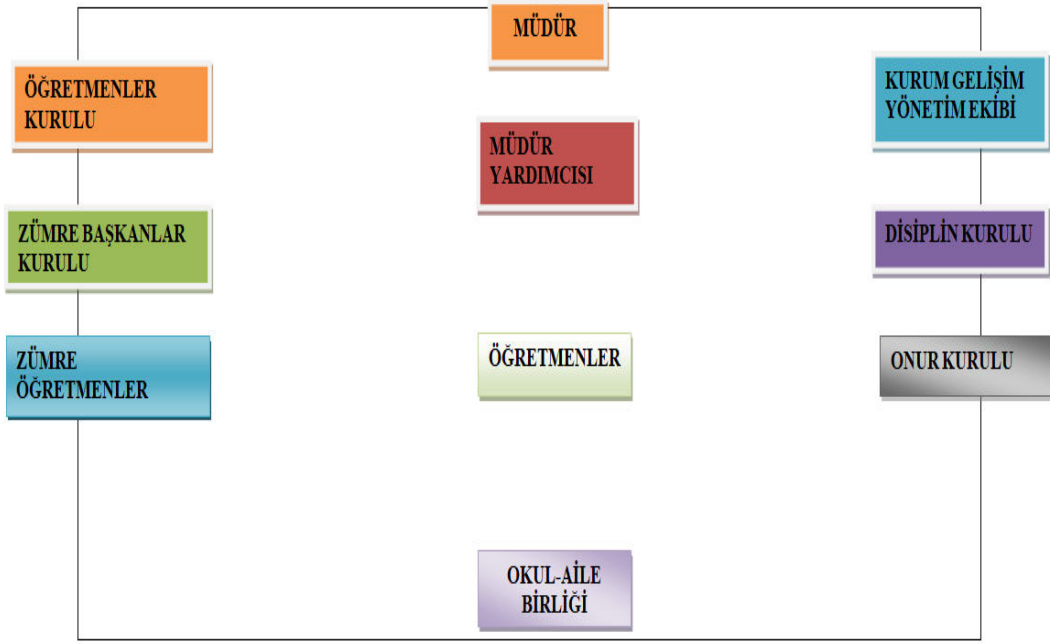 MÜDÜR
ÖĞRETMENLER
KURULU
KURUM GELİŞİM
YÖNETİM EKİBİ
MÜDÜR
YARDIMCISI
ZÜMRE BAŞKANLAR
KURULU
DİSİPLİN KURULU
ZÜMRE
ÖĞRETMENLER
ÖĞRETMENLER
ONUR KURULU
OKUL-AİLE
BİRLİĞİ